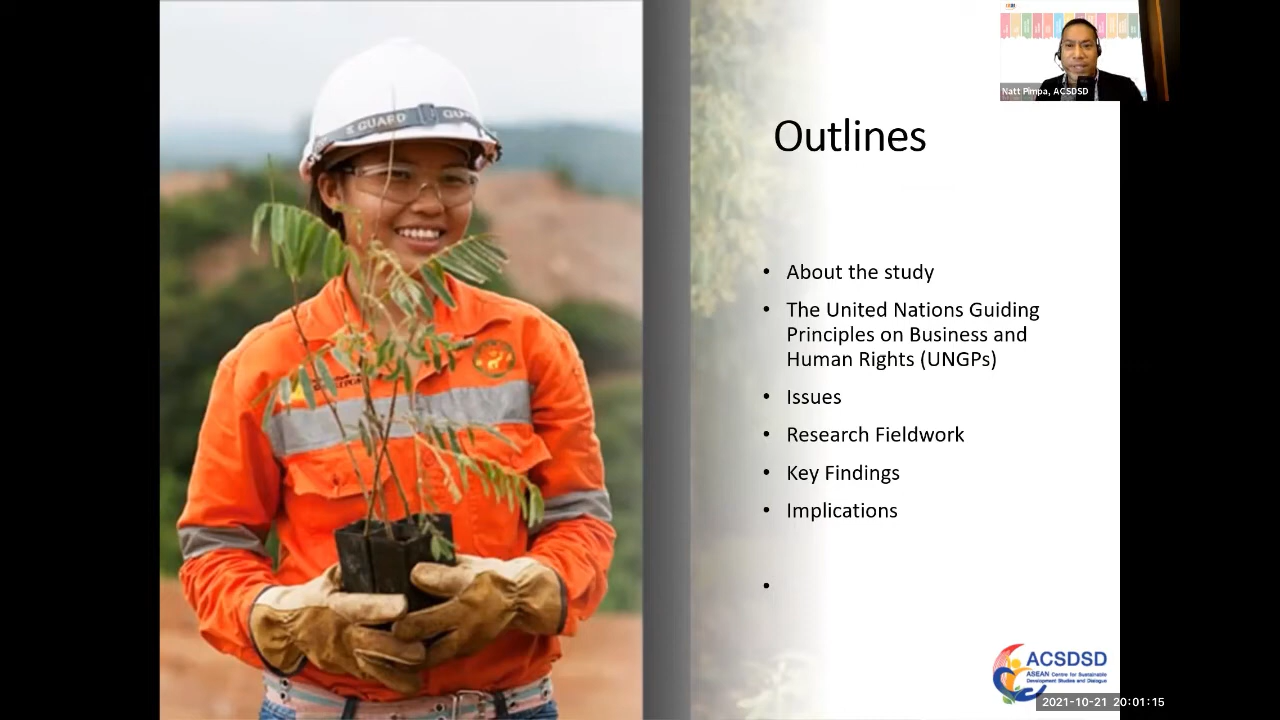 GUARD
GU
Natt Pimpa, ACSDSD
Outlines
• About the study
• The United Nations Guiding
Principles on Business and
Human Rights (UNGPs)
• Issues
• Research Fieldwork
• Key Findings
• Implications
•
ACSDSD
ASEAN Centre for Sustainable
Development Studies and Dialogue
2021-10-21 20:01:15